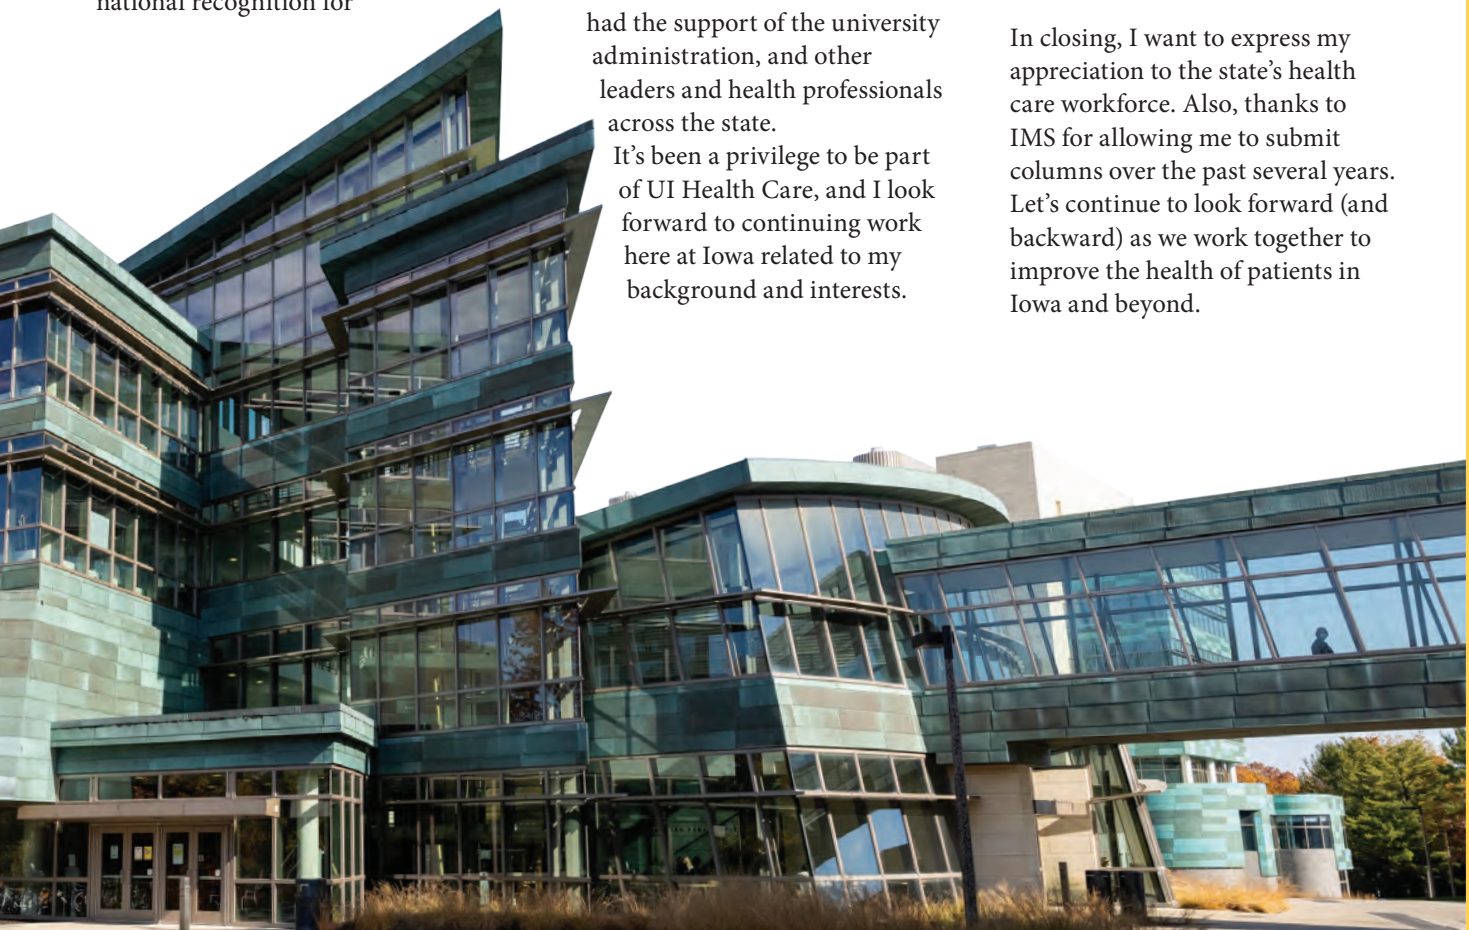 national recognition for
had the support of the university
administration, and other
leaders and health professionals
across the state.
It’s been a privilege to be part
of UI Health Care, and I look
forward to continuing work
here at Iowa related to my
background and interests.
In closing, I want to express my
appreciation to the state’s health
care workforce. Also, thanks to
IMS for allowing me to submit
columns over the past several years.
Let’s continue to look forward (and
backward) as we work together to
improve the health of patients in
Iowa and beyond.